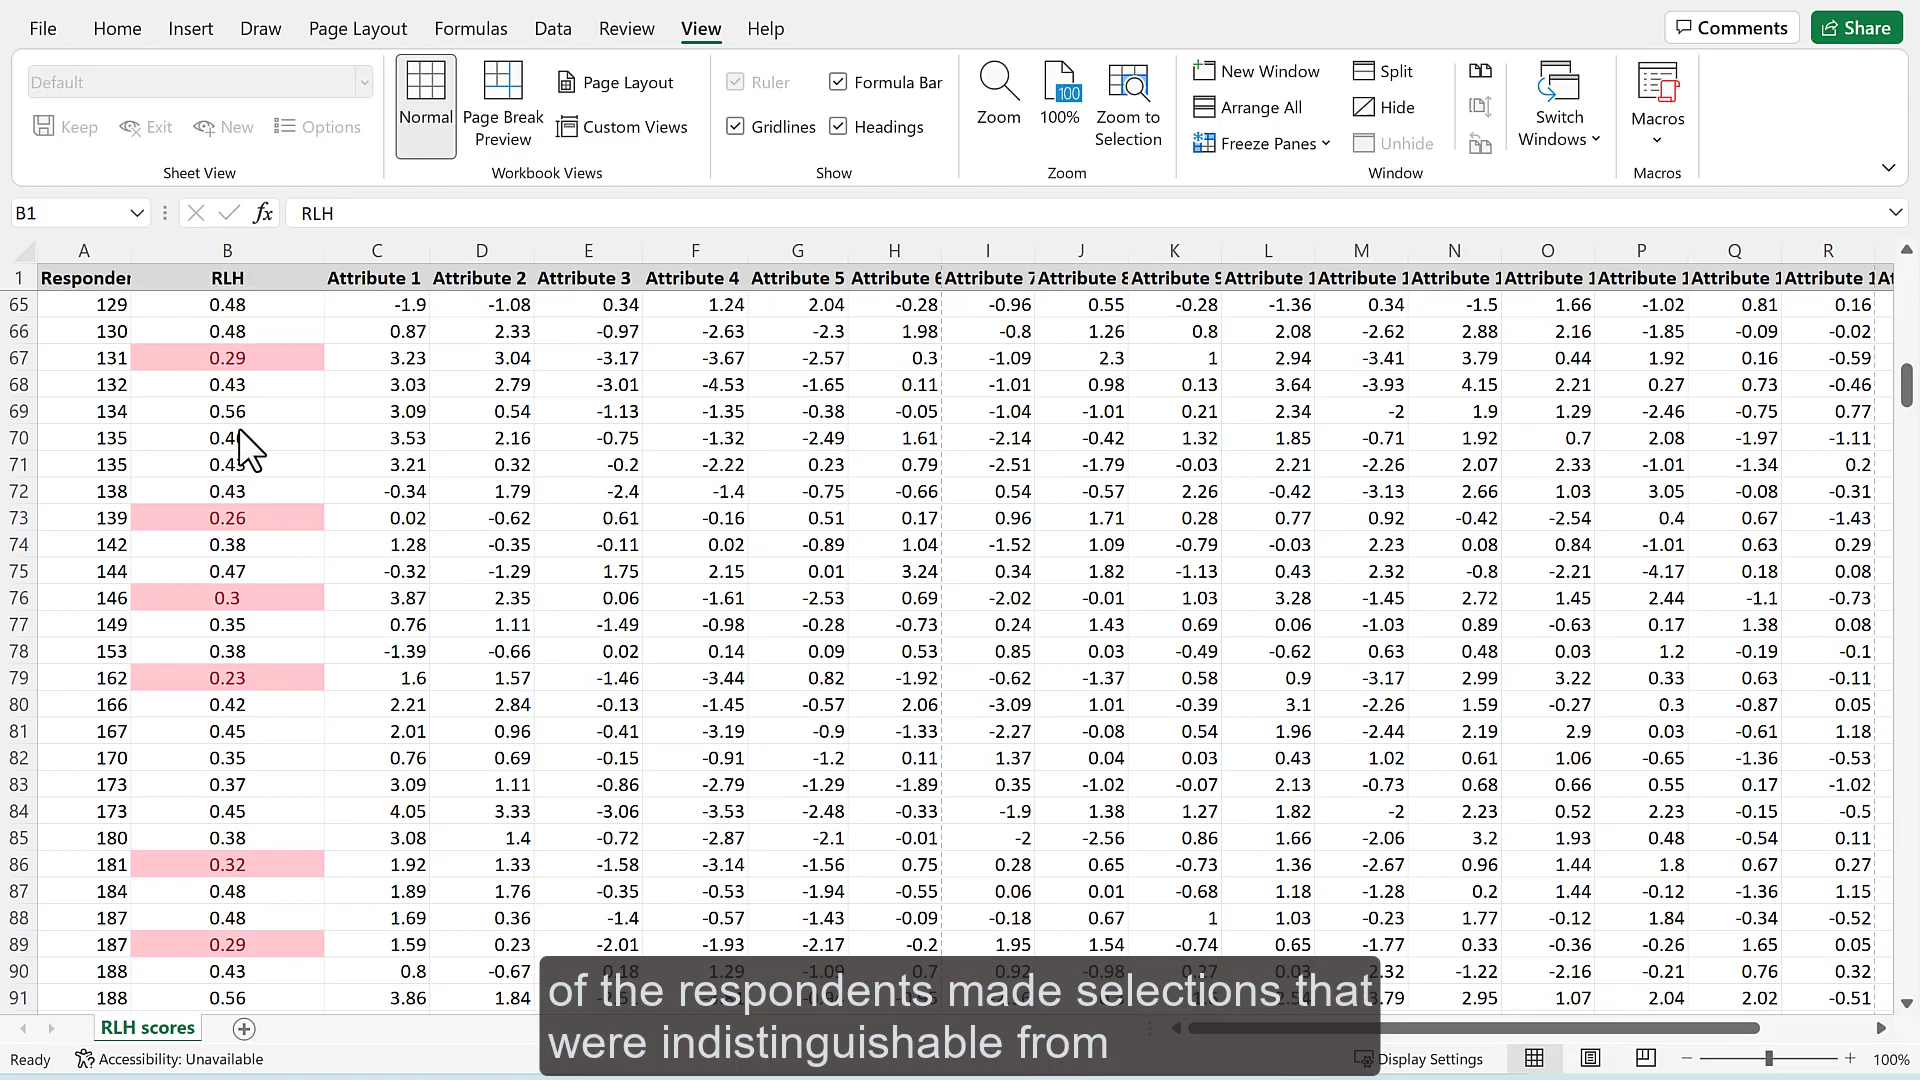 File Home Insert Draw Page Layout Formulas Data Review View Help Comments Share
Default
Keep Exit New Options
Sheet View
Normal Page Break Preview Page Layout Custom Views
Workbook Views
Ruler Formula Bar
Gridlines Headings
Show
Zoom 100% Zoom to Selection
100
Zoom
New Window Split
Arrange All Hide
Freeze Panes Unhide
Switch Windows
Window
Macros
Macros
B1 fx RLH
A B C D E F G H I J K L M N O P Q R
1 Responder RLH Attribute 1 Attribute 2 Attribute 3 Attribute 4 Attribute 5 Attribute 6 Attribute 7 Attribute 8 Attribute 9 Attribute 1 Attribute 1 Attribute 1 Attribute 1 Attribute 1 Attribute 1 Attribute 1 At
65 129 0.48 -1.9 -1.08 0.34 1.24 2.04 -0.28 -0.96 0.55 -0.28 -1.36 0.34 -1.5 1.66 -1.02 0.81 0.16
66 130 0.48 0.87 2.33 -0.97 -2.63 -2.3 1.98 -0.8 1.26 0.8 2.08 -2.62 2.88 2.16 -1.85 -0.09 -0.02
67 131 0.29 3.23 3.04 -3.17 -3.67 -2.57 0.3 -1.09 2.3 1 2.94 -3.41 3.79 0.44 1.92 0.16 -0.59
68 132 0.43 3.03 2.79 -3.01 -4.53 -1.65 0.11 -1.01 0.98 0.13 3.64 -3.93 4.15 2.21 0.27 0.73 -0.46
69 134 0.56 3.09 0.54 -1.13 -1.35 -0.38 -0.05 -1.04 -1.01 0.21 2.34 -2 1.9 1.29 -2.46 -0.75 0.77
70 135 3.53 2.16 -0.75 -1.32 -2.49 1.61 -2.14 -0.42 1.32 1.85 -0.71 1.92 0.7 2.08 -1.97 -1.11
71 135 3.21 0.32 -0.2 -2.22 0.23 0.79 -2.51 -1.79 -0.03 2.21 -2.26 2.07 2.33 -1.01 -1.34 0.2
72 138 0.43 -0.34 1.79 -2.4 -1.4 -0.75 -0.66 0.54 -0.57 2.26 -0.42 -3.13 2.66 1.03 3.05 -0.08 -0.31
73 139 0.26 0.02 -0.62 0.61 -0.16 0.51 0.17 0.96 1.71 0.28 0.77 0.92 -0.42 -2.54 0.4 0.67 -1.43
74 142 0.38 1.28 -0.35 -0.11 0.02 -0.89 1.04 -1.52 1.09 -0.79 -0.03 2.23 0.08 0.84 -1.01 0.63 0.29
75 144 0.47 -0.32 -1.29 1.75 2.15 0.01 3.24 0.34 1.82 -1.13 0.43 2.32 -0.8 -2.21 -4.17 0.18 0.08
76 146 0.3 3.87 2.35 0.06 -1.61 -2.53 0.69 -2.02 -0.01 1.03 3.28 -1.45 2.72 1.45 2.44 -1.1 -0.73
77 149 0.35 0.76 1.11 -1.49 -0.98 -0.28 -0.73 0.24 1.43 0.69 0.06 -1.03 0.89 -0.63 0.17 1.38 0.08
78 153 0.38 -1.39 -0.66 0.02 0.14 0.09 0.53 0.85 0.03 -0.49 -0.62 0.63 0.48 0.03 1.2 -0.19 -0.1
79 162 0.23 1.6 1.57 -1.46 -3.44 0.82 -1.92 -0.62 -1.37 0.58 0.9 -3.17 2.99 3.22 0.33 0.63 -0.11
80 166 0.42 2.21 2.84 -0.13 -1.45 -0.57 2.06 -3.09 1.01 -0.39 3.1 -2.26 1.59 -0.27 0.3 -0.87 0.05
81 167 0.45 2.01 0.96 -0.41 -3.19 -0.9 -1.33 -2.27 -0.08 0.54 1.96 -2.44 2.19 2.9 0.03 -0.61 1.18
82 170 0.35 0.76 0.69 -0.15 -0.91 -1.2 0.11 1.37 0.04 0.03 0.43 1.02 0.61 1.06 -0.65 -1.36 -0.53
83 173 0.37 3.09 1.11 -0.86 -2.79 -1.29 -1.89 0.35 -1.02 -0.07 2.13 -0.73 0.68 0.66 0.55 0.17 -1.02
84 173 0.45 4.05 3.33 -3.06 -3.53 -2.48 -0.33 -1.9 1.38 1.27 1.82 -2 2.23 0.52 2.23 -0.15 -0.5
85 180 0.38 3.08 1.4 -0.72 -2.87 -2.1 -0.01 -2 -2.56 0.86 1.66 -2.06 3.2 1.93 0.48 -0.54 0.11
86 181 0.32 1.92 1.33 -1.58 -3.14 -1.56 0.75 0.28 0.65 -0.73 1.36 -2.67 0.96 1.44 1.8 0.67 0.27
87 184 0.48 1.89 1.76 -0.35 -0.53 -1.94 -0.55 0.06 0.01 -0.68 1.18 -1.28 0.2 1.44 -0.12 -1.36 1.15
88 187 0.48 1.69 0.36 -1.4 -0.57 -1.43 -0.09 -0.18 0.67 1 1.03 -0.23 1.77 -0.12 1.84 -0.34 -0.52
89 187 0.29 1.59 0.23 -2.01 -1.93 -2.17 -0.2 1.95 1.54 -0.74 0.65 -1.77 0.33 -0.36 -0.26 1.65 0.05
90 188 0.43 0.8 -0.67 0.18 1.29 0.7 0.92 -0.98 0.27 2.32 -1.22 -2.16 -0.21 0.76 0.32
91 188 0.56 3.86 1.84 2.95 1.07 2.04 2.02 -0.51
of the respondents made selections that
were indistinguishable from
RLH scores
Ready Accessibility: Unavailable Display Settings 100%